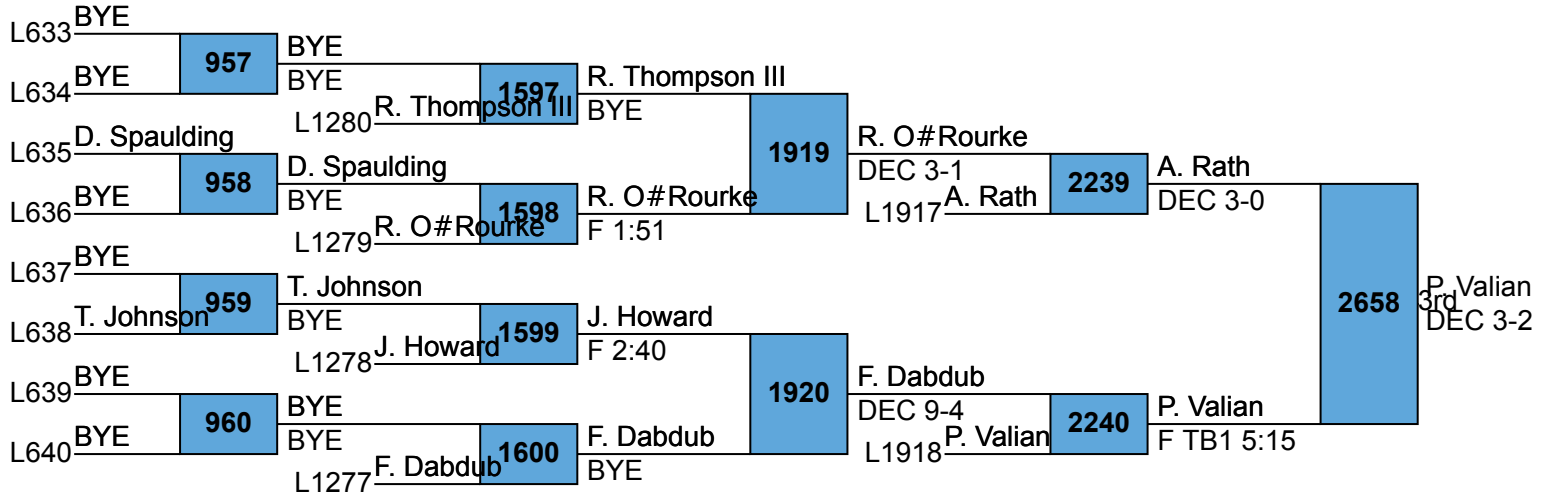 BYE
L633
957
BYE
L634
BYE
BYE
1597
R. Thompson III
L1280
R. Thompson III
BYE
D. Spaulding
L635
958
BYE
L636
D. Spaulding
BYE
1598
R. O#Rourke
L1279
R. O#Rourke
F 1:51
1919
R. O#Rourke
DEC 3-1
2239
A. Rath
L1917
A. Rath
DEC 3-0
BYE
L637
959
T. Johnson
L638
T. Johnson
BYE
1599
J. Howard
L1278
J. Howard
F 2:40
BYE
L639
960
BYE
L640
BYE
BYE
1600
F. Dabdub
L1277
F. Dabdub
BYE
1920
F. Dabdub
DEC 9-4
2240
P. Valian
L1918
P. Valian
F TB1 5:15
2658
P. Valian
3rd
DEC 3-2